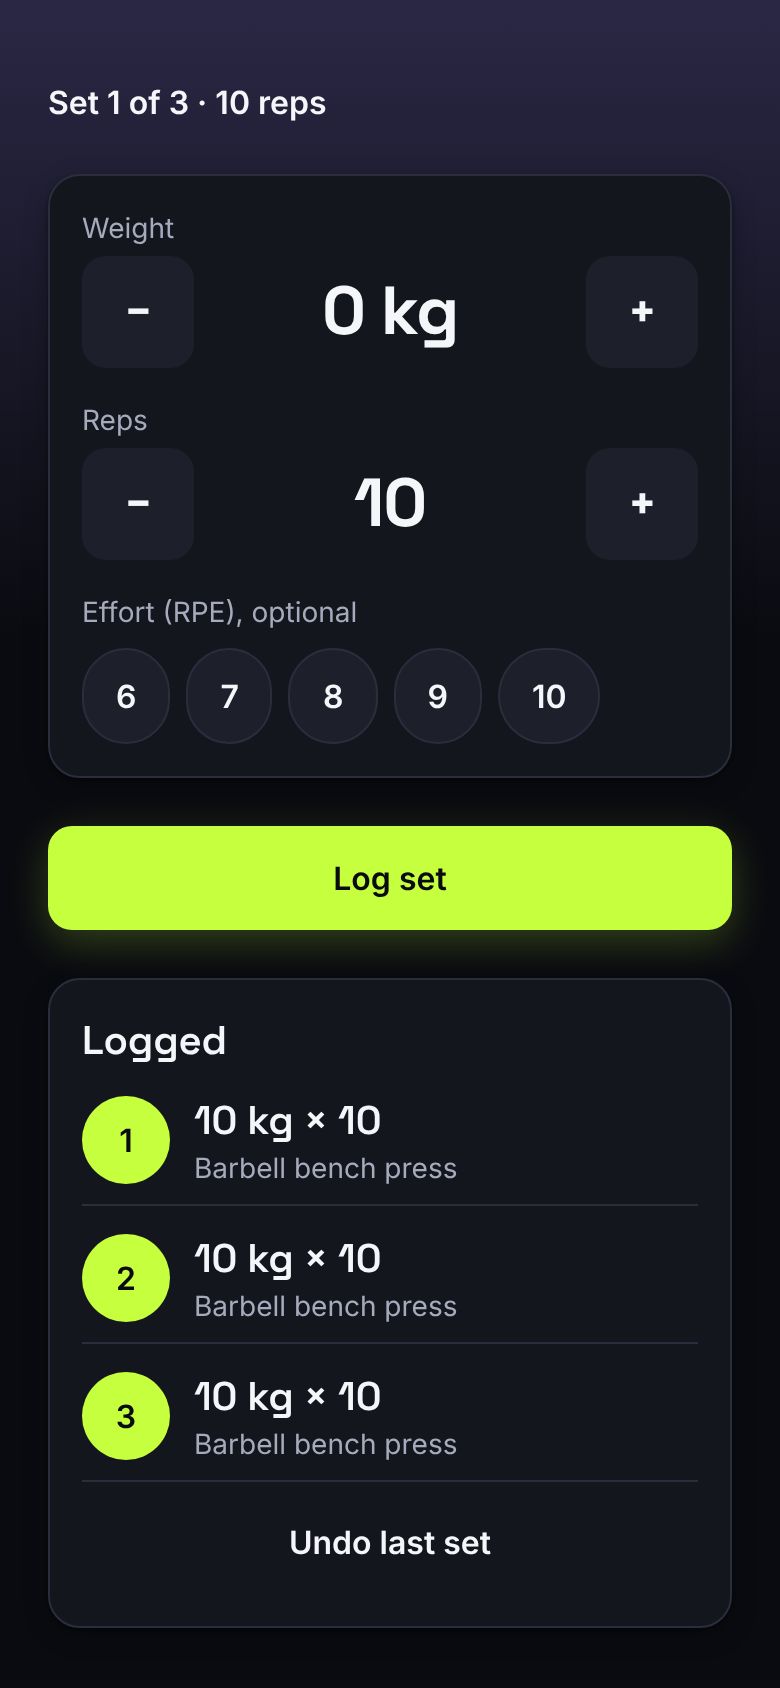 Set 1 of 3 · 10 reps
Weight
− 0 kg +
Reps
− 10 +
Effort (RPE), optional
6 7 8 9 10
Log set
Logged
1 10 kg × 10
Barbell bench press
2 10 kg × 10
Barbell bench press
3 10 kg × 10
Barbell bench press
Undo last set